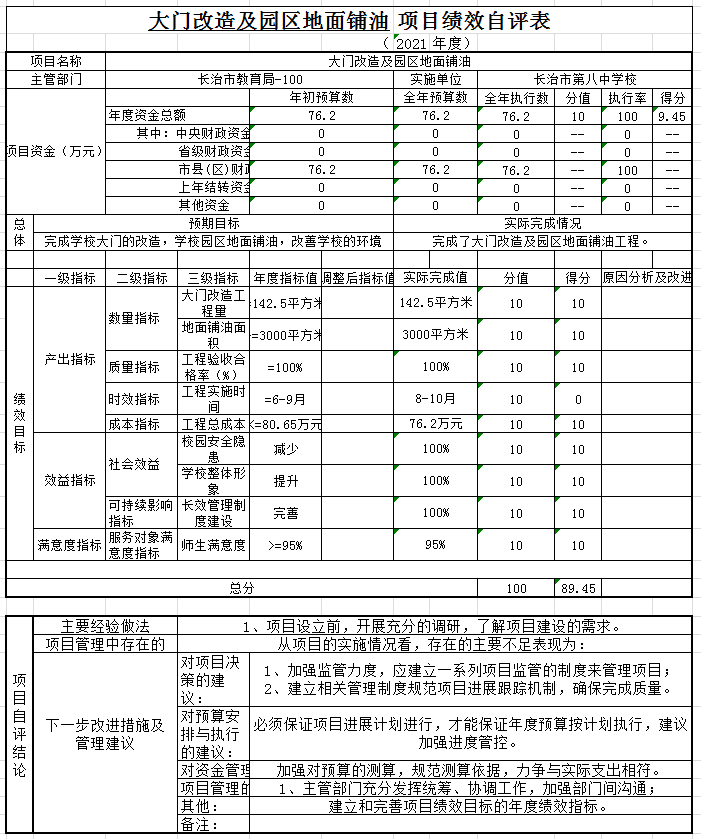 大门改造及园区地面铺油 项目绩效自评表
（ 2021 年度）
项目名称 大门改造及园区地面铺油
主管部门 长治市教育局-100 实施单位 长治市第八中学校
项目资金（万元） 年初预算数 全年预算数 全年执行数 分值 执行率 得分
年度资金总额 76.2 76.2 76.2 10 100 9.45
其中：中央财政资金 0 0 0 -- 0 --
省级财政资金 0 0 0 -- 0 --
市县(区)财政 76.2 76.2 76.2 -- 100 --
上年结转资金 0 0 0 -- 0 --
其他资金 0 0 0 -- 0 --
总体 预期目标 实际完成情况
完成学校大门的改造，学校园区地面铺油，改善学校的环境 完成了大门改造及园区地面铺油工程。
绩效目标 一级指标 二级指标 三级指标 年度指标值 调整后指标值 实际完成值 分值 得分 原因分析及改进
产出指标 数量指标 大门改造工程量 142.5平方米 142.5平方米 10 10
地面铺油面积 =3000平方米 3000平方米 10 10
质量指标 工程验收合格率（%） =100% 100% 10 10
时效指标 工程实施时间 =6-9月 8-10月 10 0
成本指标 工程总成本 <=80.65万元 76.2万元 10 10
效益指标 社会效益 校园安全隐患 减少 100% 10 10
学校整体形象 提升 100% 10 10
可持续影响指标 长效管理制度建设 完善 100% 10 10
满意度指标 服务对象满意度指标 师生满意度 >=95% 95% 10 10
总分 100 89.45
项目自评结论 主要经验做法 1、项目设立前，开展充分的调研，了解项目建设的需求。
项目管理中存在的 从项目的实施情况看，存在的主要不足表现为：
下一步改进措施及管理建议 对项目决策的建议： 1、加强监管力度，应建立一系列项目监管的制度来管理项目；
2、建立相关管理制度规范项目进展跟踪机制，确保完成质量。
对预算安排与执行的建议： 必须保证项目进展计划进行，才能保证年度预算按计划执行，建议
加强进度管控。
对资金管理 加强对预算的测算，规范测算依据，力争与实际支出相符。
项目管理的 1、主管部门充分发挥统筹、协调工作，加强部门间沟通；
其他： 建立和完善项目绩效目标的年度绩效指标。
备注：